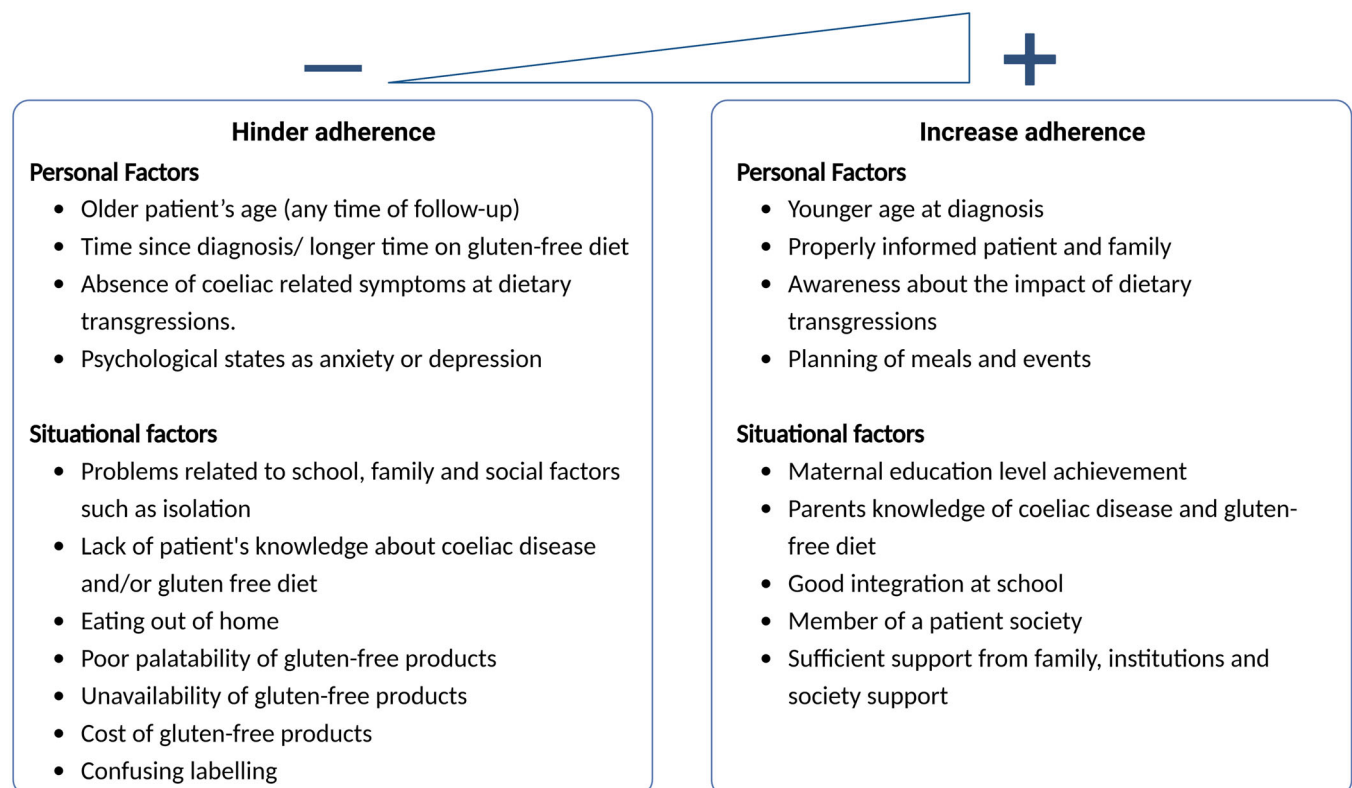 Hinder adherence
Personal Factors
• Older patient’s age (any time of follow-up)
• Time since diagnosis/ longer time on gluten-free diet
• Absence of coeliac related symptoms at dietary
transgressions.
• Psychological states as anxiety or depression
Situational factors
• Problems related to school, family and social factors
such as isolation
• Lack of patient's knowledge about coeliac disease
and/or gluten free diet
• Eating out of home
• Poor palatability of gluten-free products
• Unavailability of gluten-free products
• Cost of gluten-free products
• Confusing labelling
Increase adherence
Personal Factors
• Younger age at diagnosis
• Properly informed patient and family
• Awareness about the impact of dietary
transgressions
• Planning of meals and events
Situational factors
• Maternal education level achievement
• Parents knowledge of coeliac disease and gluten-
free diet
• Good integration at school
• Member of a patient society
• Sufficient support from family, institutions and
society support